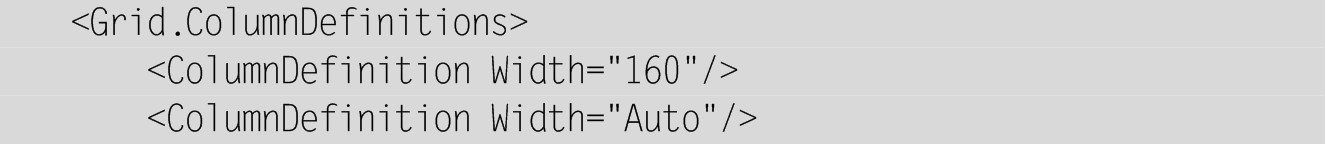 <Grid.ColumnDefinitions>
<ColumnDefinition Width="160"/>
<ColumnDefinition Width="Auto"/>